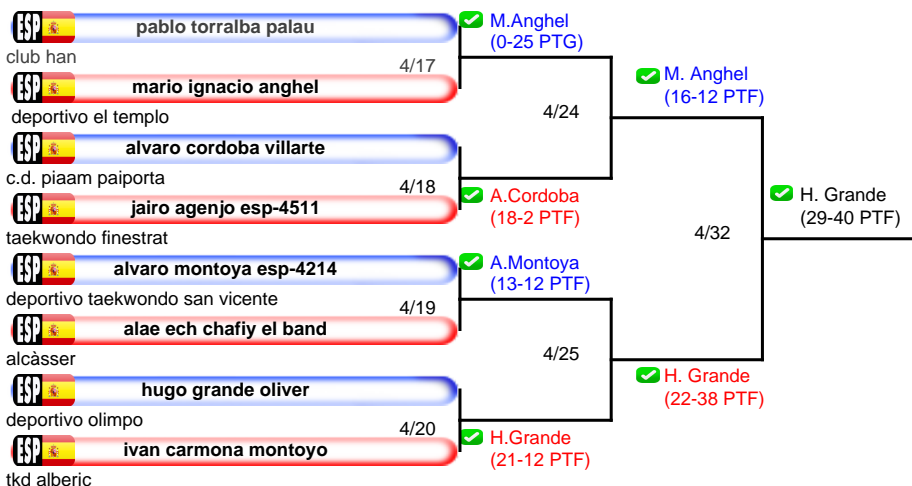 ESP pablo torralba palau
club han
4/17
ESP mario ignacio anghel
deportivo el templo
M.Anghel
(0-25 PTG)
ESP alvaro cordoba villarte
c.d. piaam paiporta
4/18
ESP jairo agenjo esp-4511
taekwondo finestrat
A.Cordoba
(18-2 PTF)
4/24
M. Anghel
(16-12 PTF)
ESP alvaro montoya esp-4214
deportivo taekwondo san vicente
4/19
ESP alae ech chafiy el band
alcàsser
A.Montoya
(13-12 PTF)
ESP hugo grande oliver
deportivo olimpo
4/20
ESP ivan carmona montoyo
tkd alberic
H.Grande
(21-12 PTF)
4/25
H. Grande
(22-38 PTF)
4/32
H. Grande
(29-40 PTF)